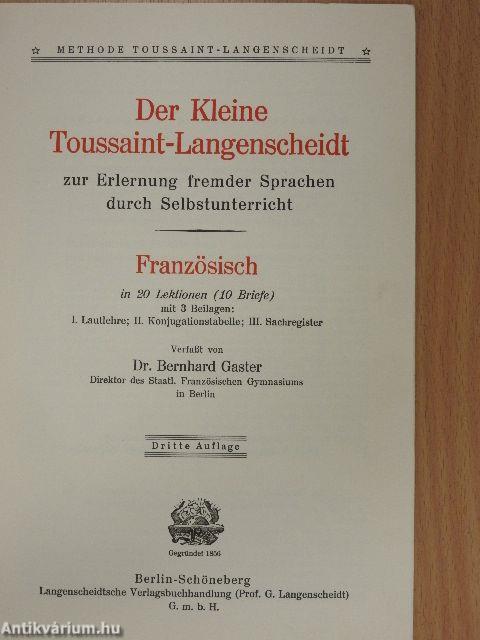 ☆ METHODE TOUSSAINT-LANGENSCHEIDT ☆
Der Kleine
Toussaint-Langenscheidt
zur Erlernung fremder Sprachen
durch Selbstunterricht
Französisch
in 20 Lektionen (10 Briefe)
mit 3 Beilagen:
I. Lautlehre; II. Konjugationstabelle; III. Sachregister
Verfaßt von
Dr. Bernhard Gaster
Direktor des Staatl. Französischen Gymnasiums
in Berlin
Dritte Auflage
Gegründet 1856
Berlin-Schöneberg
Langenscheidtsche Verlagsbuchhandlung (Prof. G. Langenscheidt)
G. m. b. H.
Antikvárium.hu